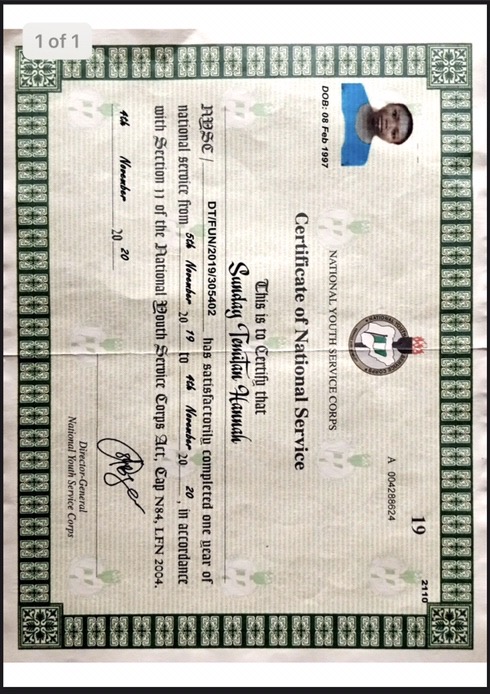 1 of 1
19
2110
A 004288624
DOB: 08 Feb 1997
NATIONAL YOUTH SERVICE CORPS
Certificate of National Service
This is to Certify that
Sunday Temitan Hannah
NYSC/ DT/FUN/2019/305402 has satisfactorily completed one year of
national service from 5th November 20 19 to 4th November 20 20, in accordance
with Section 11 of the National Youth Service Corps Act, Cap N84, LFN 2004.
4th November 20 20
Director-General
National Youth Service Corps